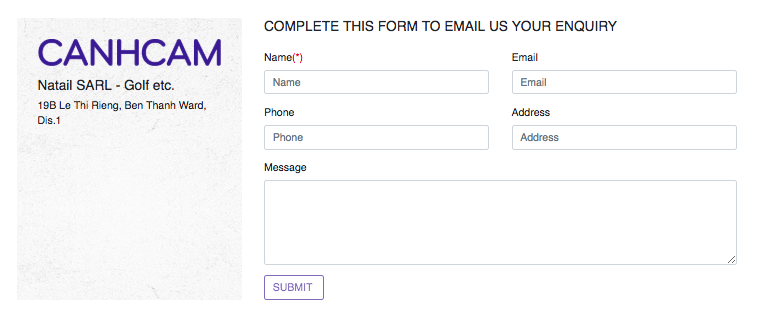 CANHCAM
Natail SARL - Golf etc.
19B Le Thi Rieng, Ben Thanh Ward,
Dis.1
COMPLETE THIS FORM TO EMAIL US YOUR ENQUIRY
Name(*)
Email
Name
Email
Phone
Address
Phone
Address
Message
SUBMIT